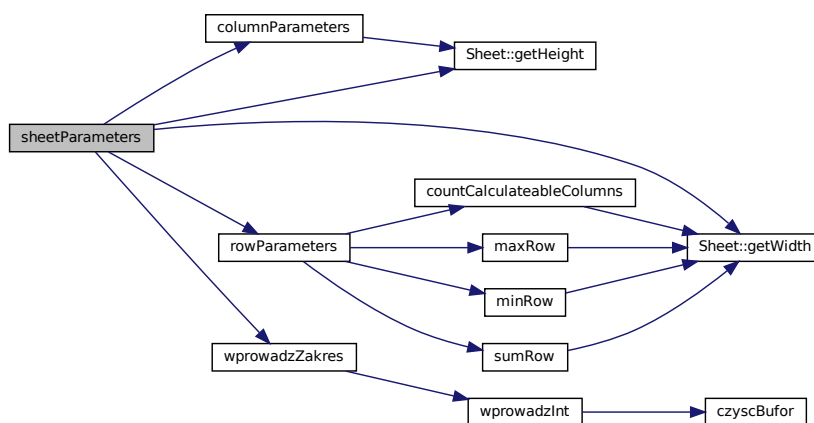 columnParameters
Sheet::getHeight
sheetParameters
countCalculateableColumns
rowParameters
maxRow
Sheet::getWidth
minRow
wprowadzZakres
sumRow
wprowadzInt
czyscBufor